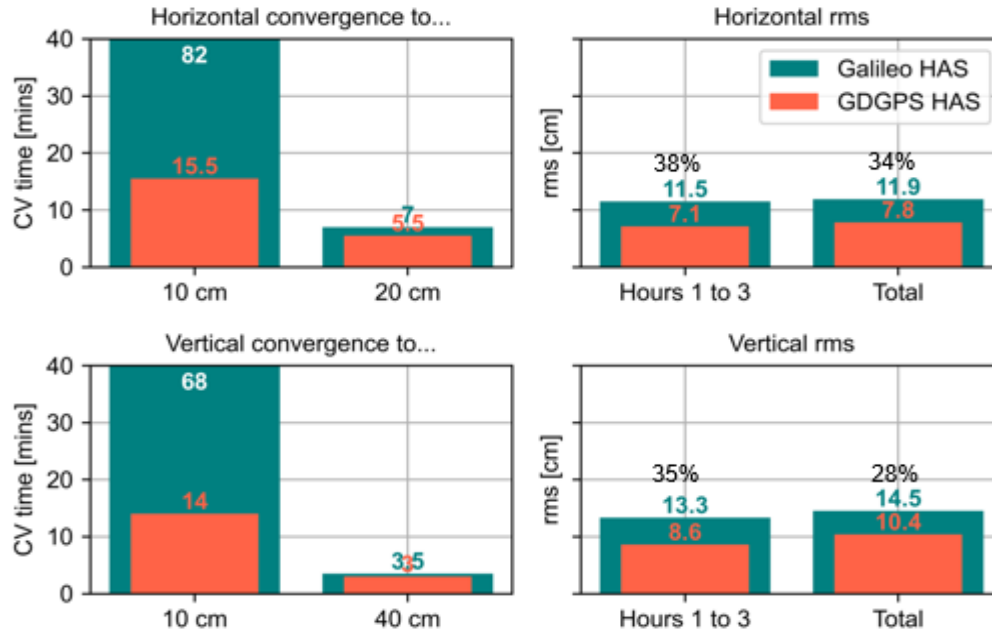 Horizontal convergence to...
Horizontal rms
40
30
20
10
0
CV time [mins]
82
15.5
7
5.5
10 cm
20 cm
rms [cm]
Galileo HAS
GDGPS HAS
38%
11.5
7.1
34%
11.9
7.8
Hours 1 to 3
Total
Vertical convergence to...
Vertical rms
40
30
20
10
0
CV time [mins]
68
14
3.5
3
10 cm
40 cm
rms [cm]
35%
13.3
8.6
28%
14.5
10.4
Hours 1 to 3
Total